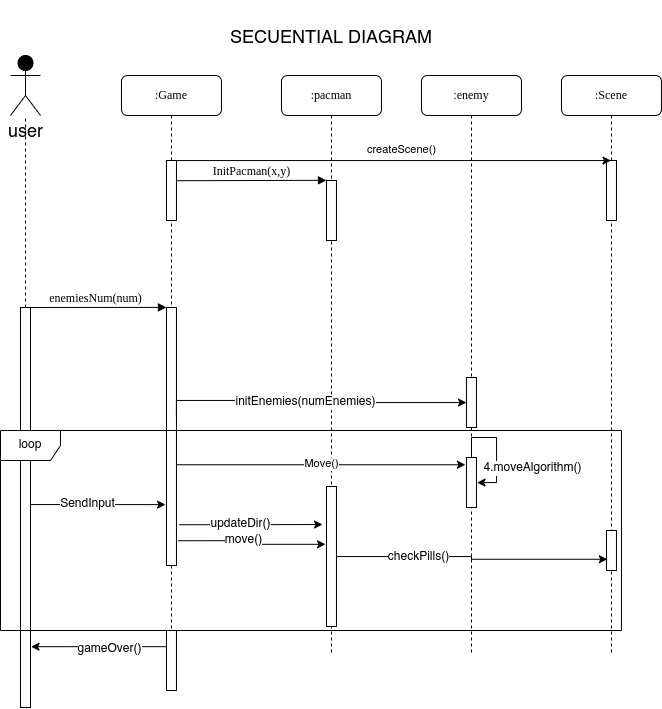 SECUENTIAL DIAGRAM
user
:Game
:pacman
:enemy
:Scene
createScene()
InitPacman(x,y)
enemiesNum(num)
initEnemies(numEnemies)
loop
Move()
4.moveAlgorithm()
SendInput
updateDir()
move()
checkPills()
gameOver()